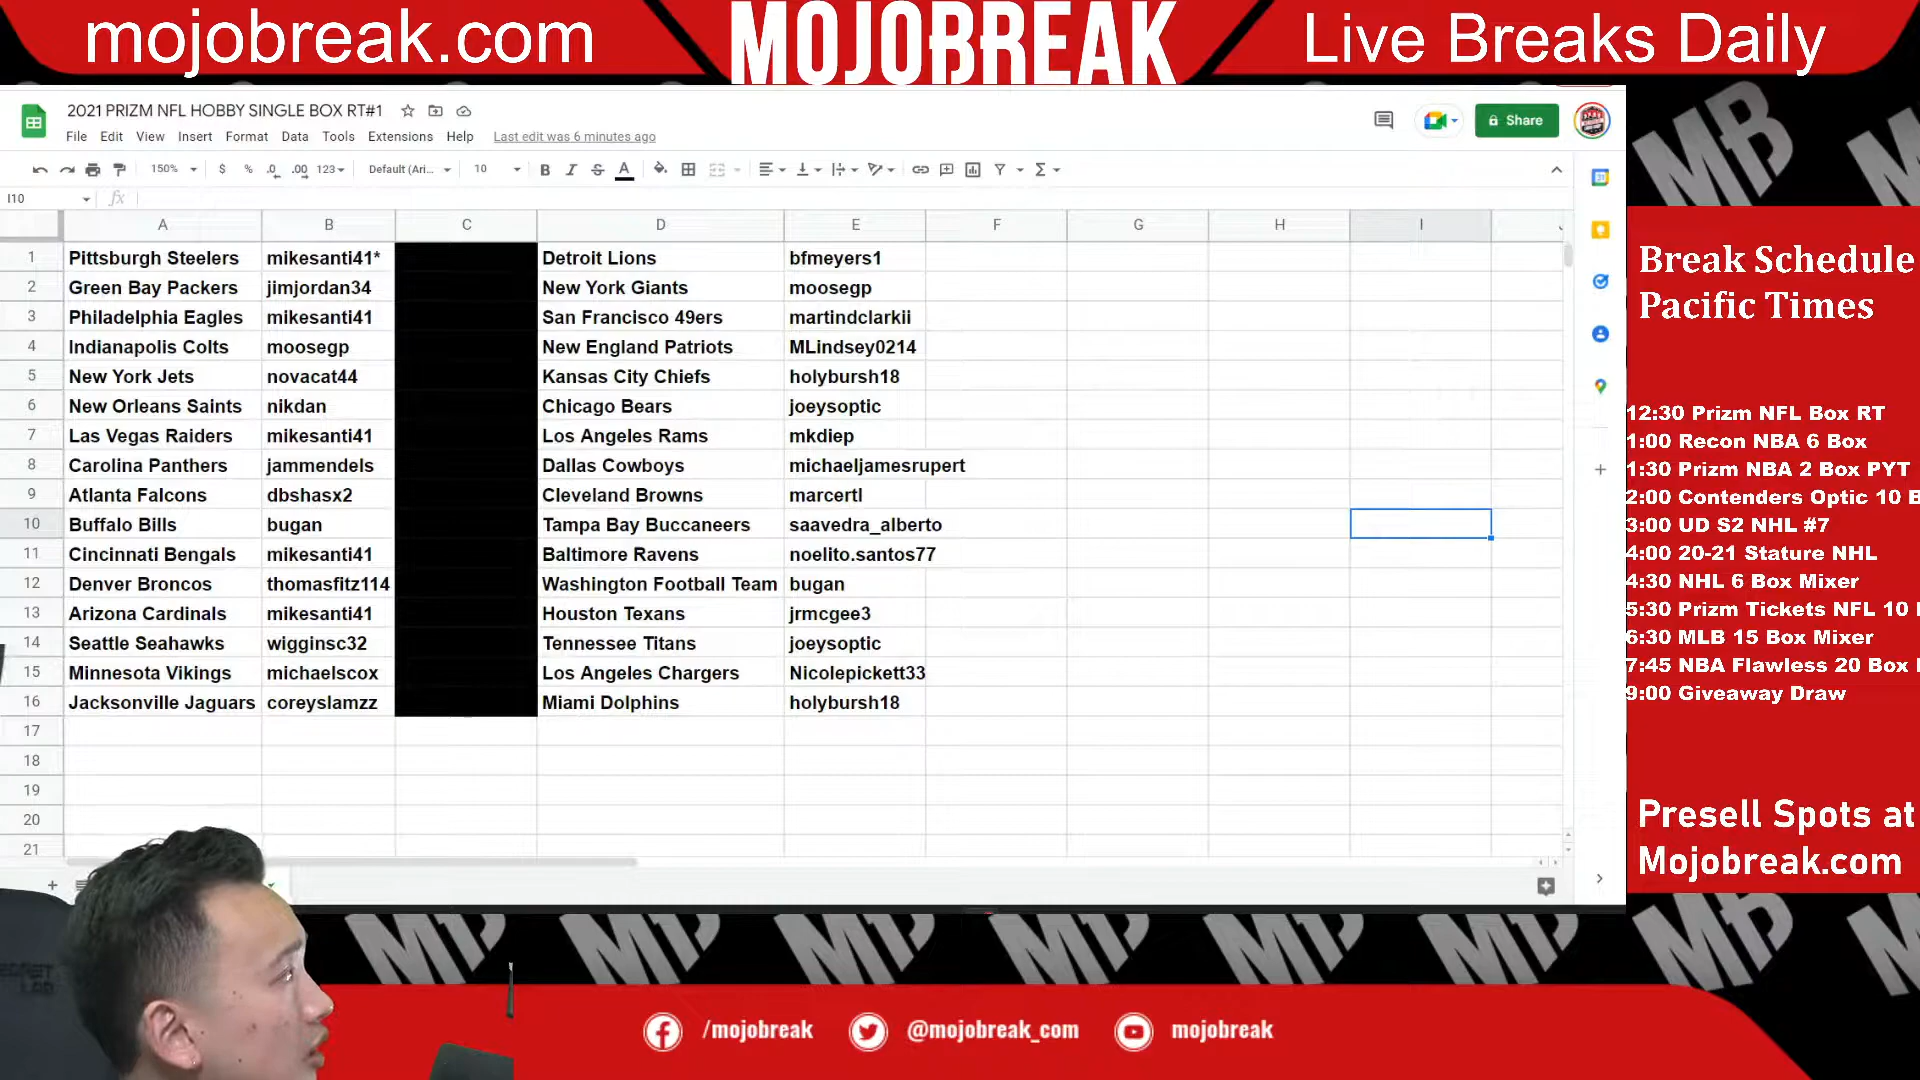 mojobreak.com
MOJOBREAK
Live Breaks Daily
2021 PRIZM NFL HOBBY SINGLE BOX RT#1
File Edit View Insert Format Data Tools Extensions Help Last edit was 6 minutes ago
Share
150% $ % .0 .00 123 Default (Ari... 10 B I S A
I10 fx
A B C D E F G H I
1 Pittsburgh Steelers mikesanti41* Detroit Lions bfmeyers1
2 Green Bay Packers jimjordan34 New York Giants moosegp
3 Philadelphia Eagles mikesanti41 San Francisco 49ers martindclarkii
4 Indianapolis Colts moosegp New England Patriots MLindsey0214
5 New York Jets novacat44 Kansas City Chiefs holybursh18
6 New Orleans Saints nikdan Chicago Bears joeysoptic
7 Las Vegas Raiders mikesanti41 Los Angeles Rams mkdiep
8 Carolina Panthers jammendels Dallas Cowboys michaeljamesrupert
9 Atlanta Falcons dbshasx2 Cleveland Browns marcertl
10 Buffalo Bills bugan Tampa Bay Buccaneers saavedra_alberto
11 Cincinnati Bengals mikesanti41 Baltimore Ravens noelito.santos77
12 Denver Broncos thomasfitz114 Washington Football Team bugan
13 Arizona Cardinals mikesanti41 Houston Texans jrmcgee3
14 Seattle Seahawks wigginsc32 Tennessee Titans joeysoptic
15 Minnesota Vikings michaelscox Los Angeles Chargers Nicolepickett33
16 Jacksonville Jaguars coreyslamzz Miami Dolphins holybursh18
17
18
19
20
21
Break Schedule
Pacific Times
12:30 Prizm NFL Box RT
1:00 Recon NBA 6 Box
1:30 Prizm NBA 2 Box PYT
2:00 Contenders Optic 10 B
3:00 UD S2 NHL #7
4:00 20-21 Stature NHL
4:30 NHL 6 Box Mixer
5:30 Prizm Tickets NFL 10
6:30 MLB 15 Box Mixer
7:45 NBA Flawless 20 Box
9:00 Giveaway Draw
Presell Spots at
Mojobreak.com
/mojobreak @mojobreak_com mojobreak